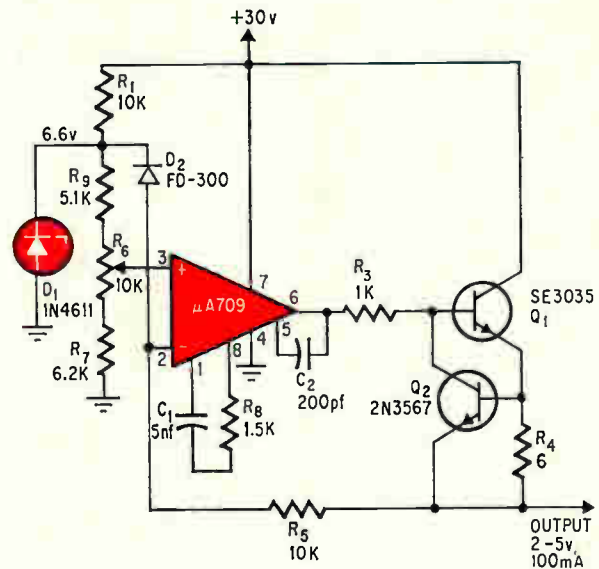 +30v
R1
10K
6.6v
D2
FD-300
R9
5.1K
R6
10K
D1
1N4611
R7
6.2K
3
+
μA709
2
−
7
6
5
4
8
1
R3
1K
SE3035
Q1
C2
200pf
Q2
2N3567
C1
5nf
R8
1.5K
R4
6
R5
10K
OUTPUT
2-5v,
100mA